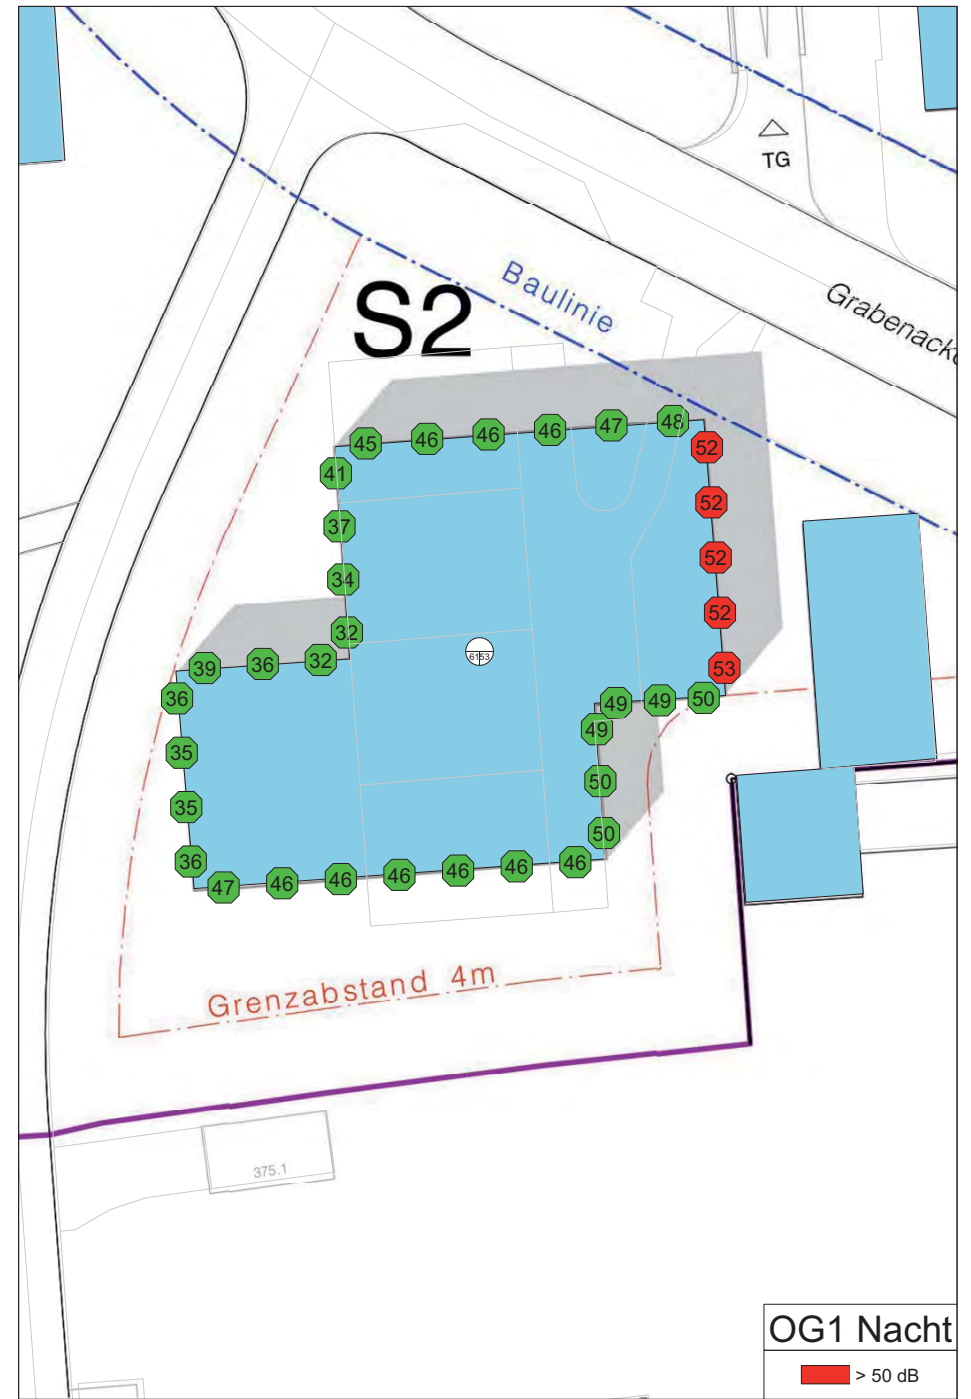 TG
Baulinie
Grabenack
S2
45 46 46 46 47 48
41 52
37 52
34 52
32 52
6153
39 36 32 53
36 49 49 50
35 49
35 50
36 50
47 46 46 46 46 46 46
Grenzabstand 4m
375.1
OG1 Nacht
> 50 dB